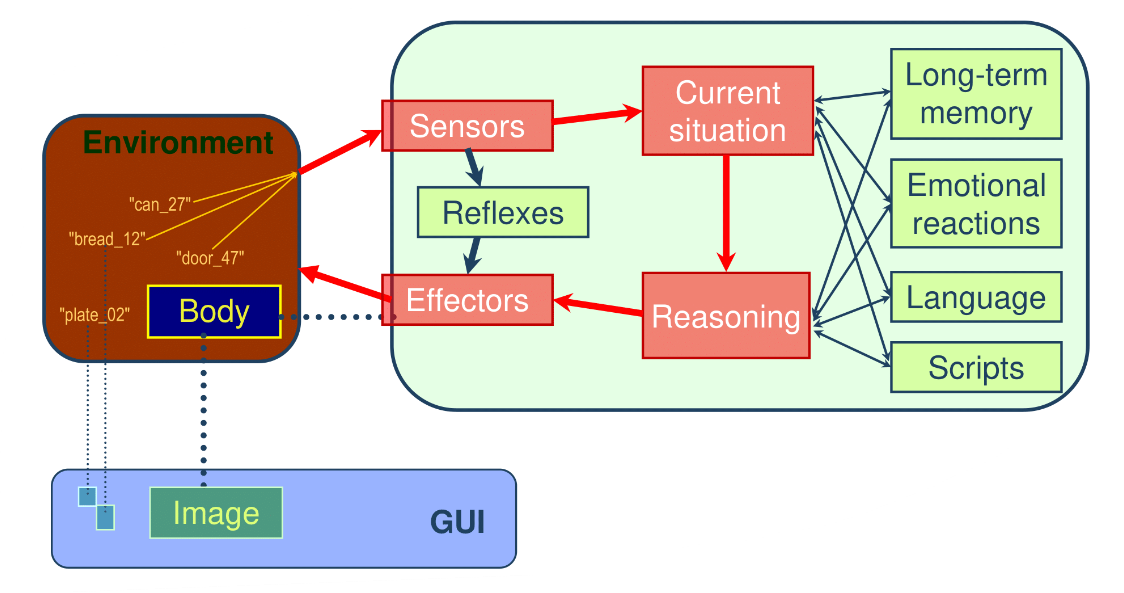 Environment
"can_27"
"bread_12"
"door_47"
"plate_02"
Body
Sensors
Reflexes
Effectors
Current
situation
Reasoning
Long-term
memory
Emotional
reactions
Language
Scripts
Image
GUI